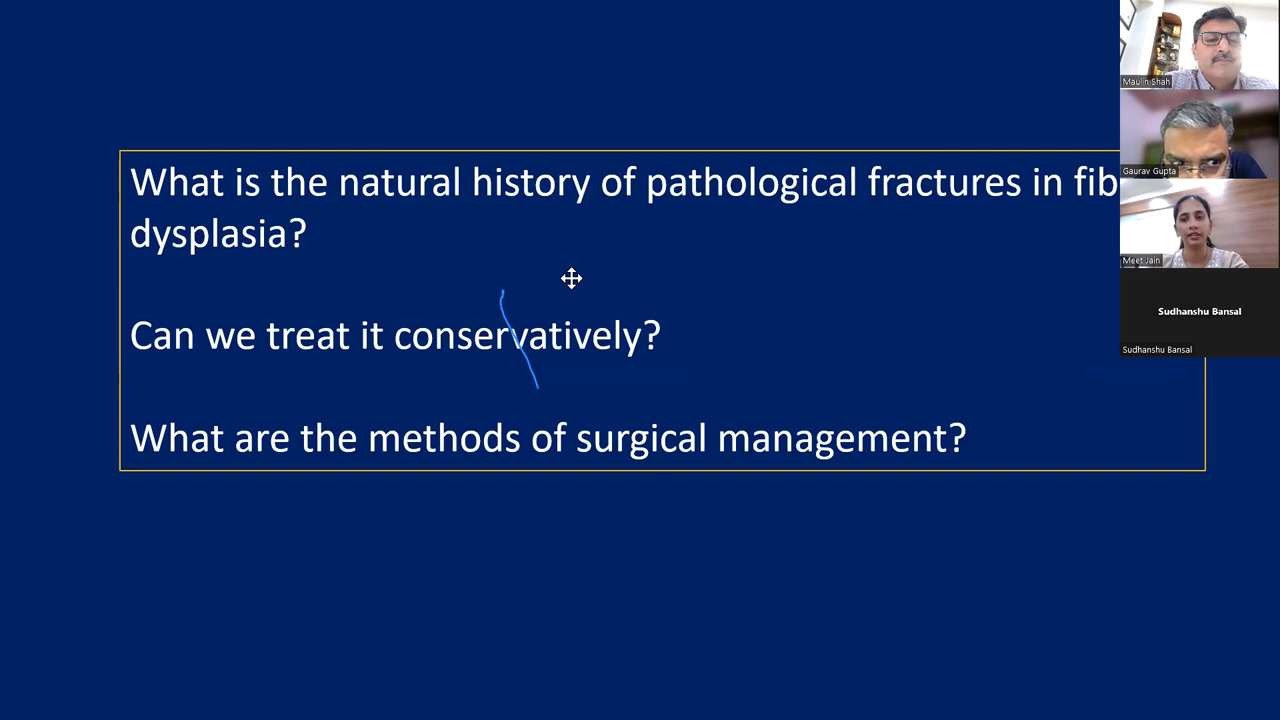 What is the natural history of pathological fractures in fib
dysplasia?
Can we treat it conservatively?
What are the methods of surgical management?
Maulin Shah
Gaurav Gupta
Meet Jain
Sudhanshu Bansal
Sudhanshu Bansal